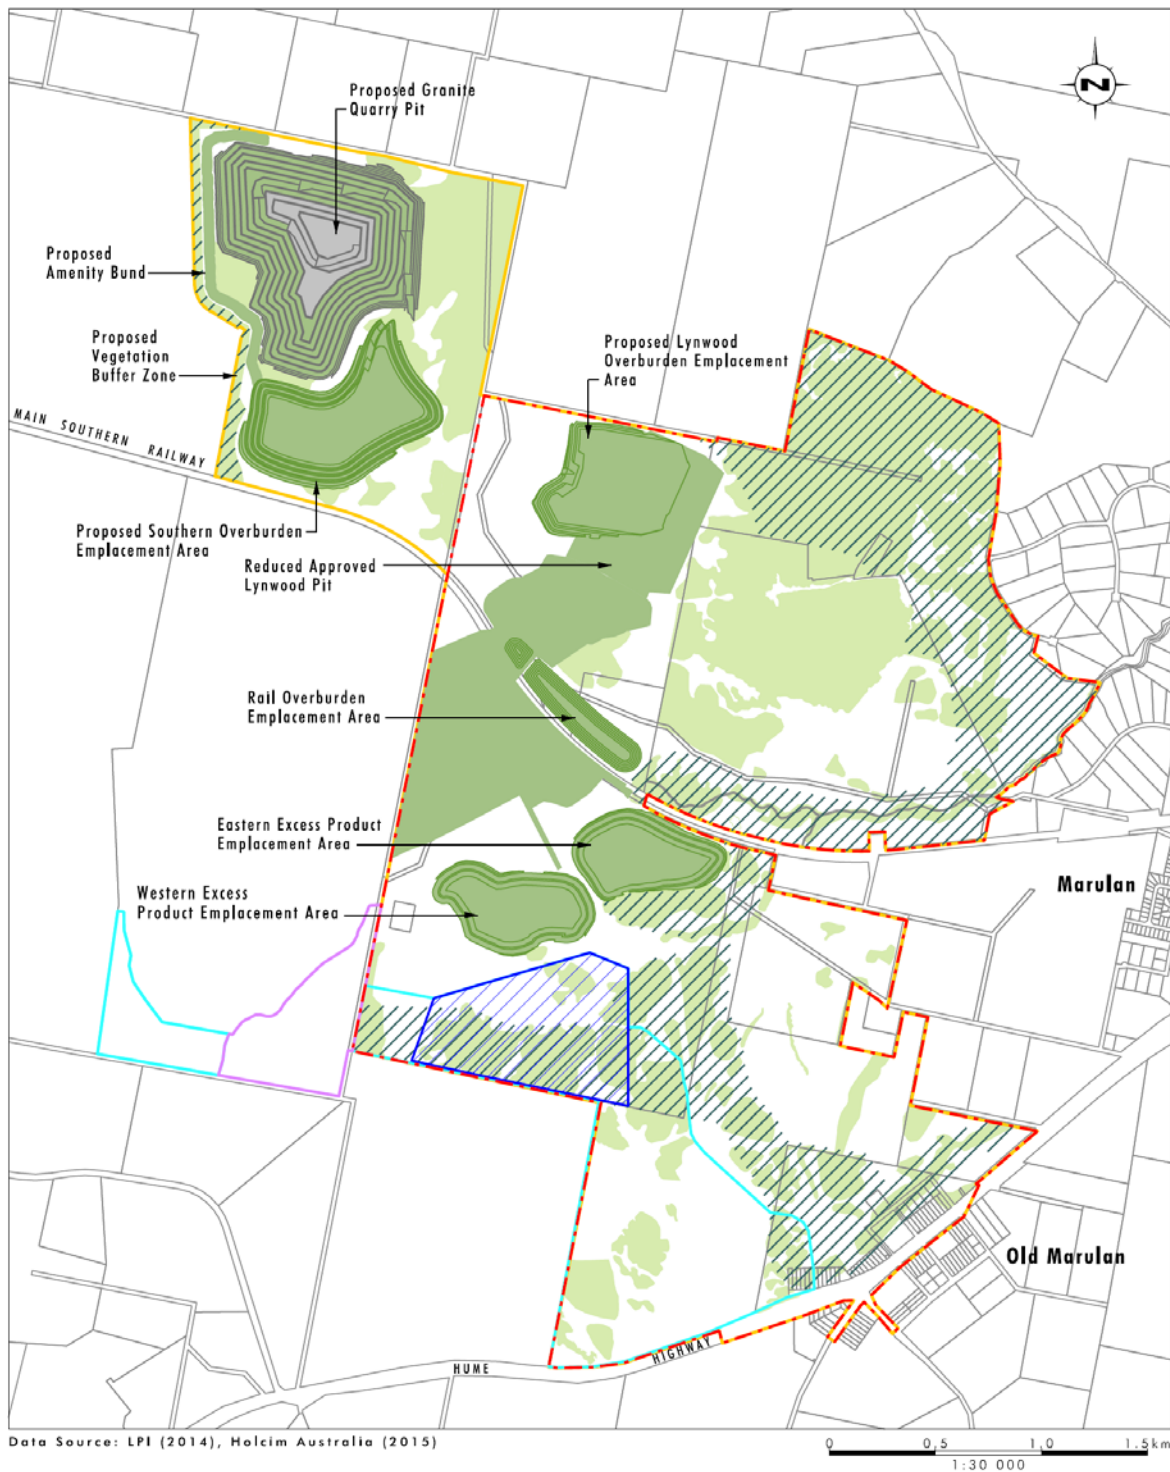 N
Proposed Granite
Quarry Pit
Proposed
Amenity Bund
Proposed
Vegetation
Buffer Zone
Proposed Lynwood
Overburden Emplacement
Area
MAIN SOUTHERN RAILWAY
Proposed Southern Overburden
Emplacement Area
Reduced Approved
Lynwood Pit
Rail Overburden
Emplacement Area
Eastern Excess Product
Emplacement Area
Western Excess
Product Emplacement Area
Marulan
Old Marulan
HUME HIGHWAY
Data Source: LPI (2014), Holcim Australia (2015)
0 0.5 1.0 1.5km
1:30 000